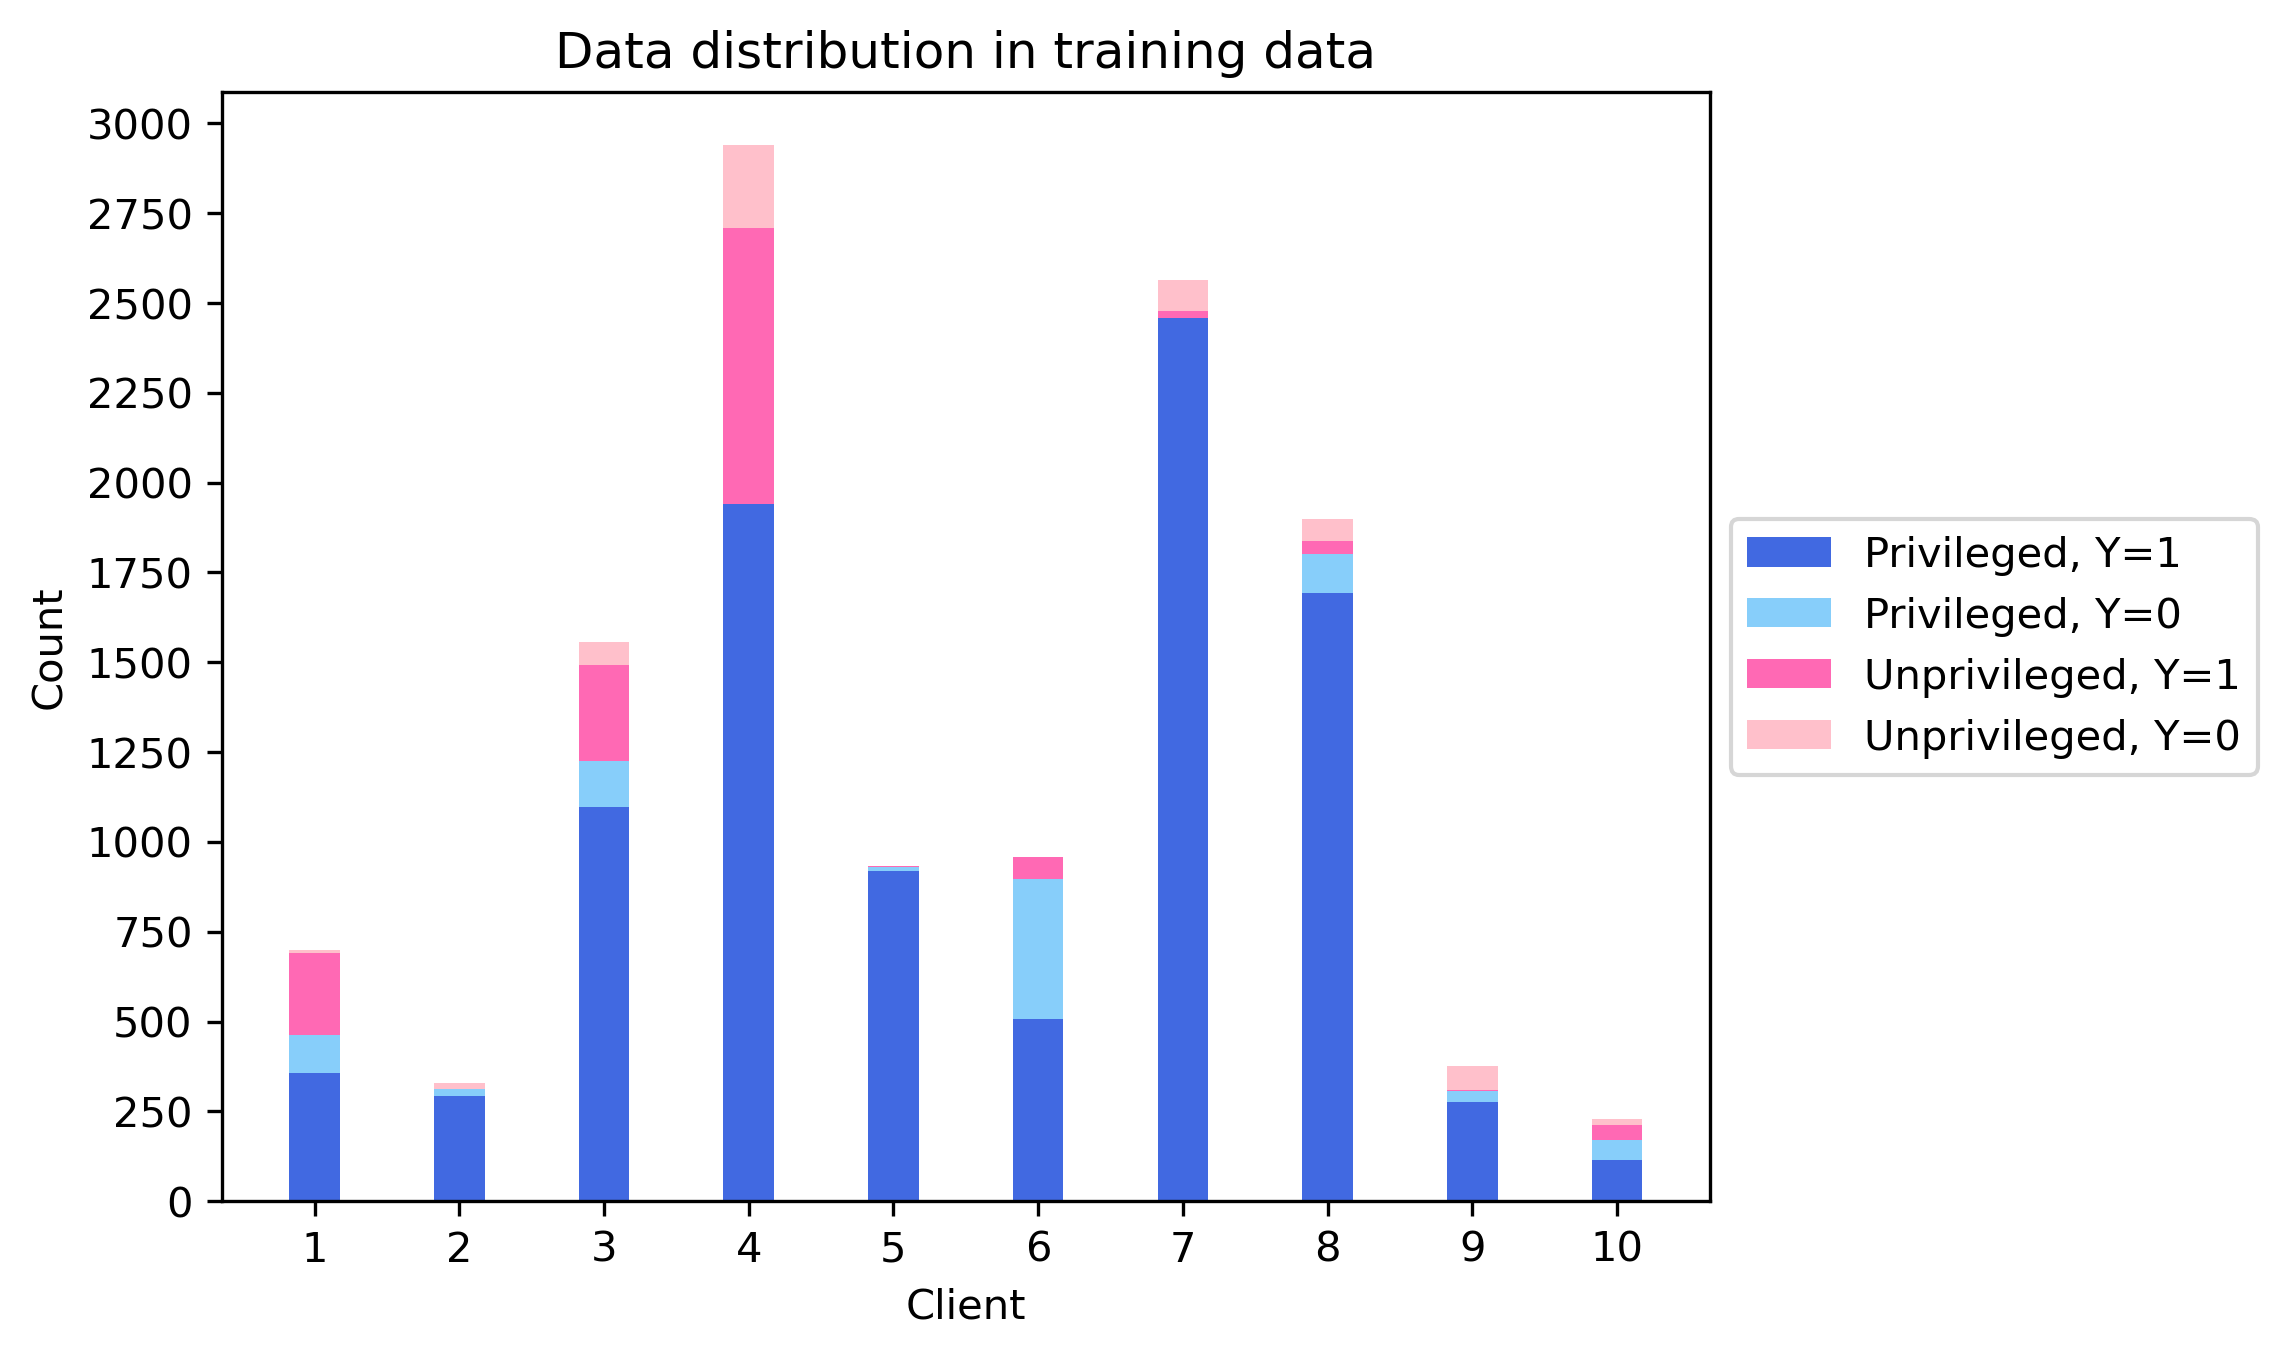 Data distribution in training data
Count
3000
2750
2500
2250
2000
1750
1500
1250
1000
750
500
250
0
1 2 3 4 5 6 7 8 9 10
Client
Privileged, Y=1
Privileged, Y=0
Unprivileged, Y=1
Unprivileged, Y=0